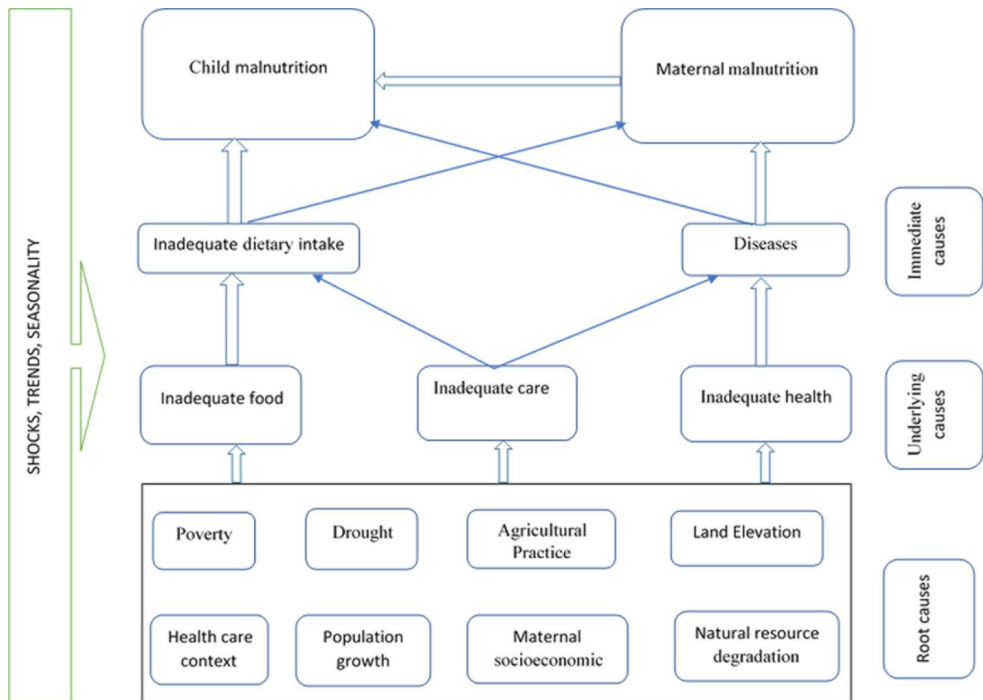 SHOCKS, TRENDS, SEASONALITY
Child malnutrition
Maternal malnutrition
Inadequate dietary intake
Diseases
Immediate
causes
Inadequate food
Inadequate care
Inadequate health
Underlying
causes
Poverty
Drought
Agricultural
Practice
Land Elevation
Health care
context
Population
growth
Maternal
socioeconomic
Natural resource
degradation
Root causes